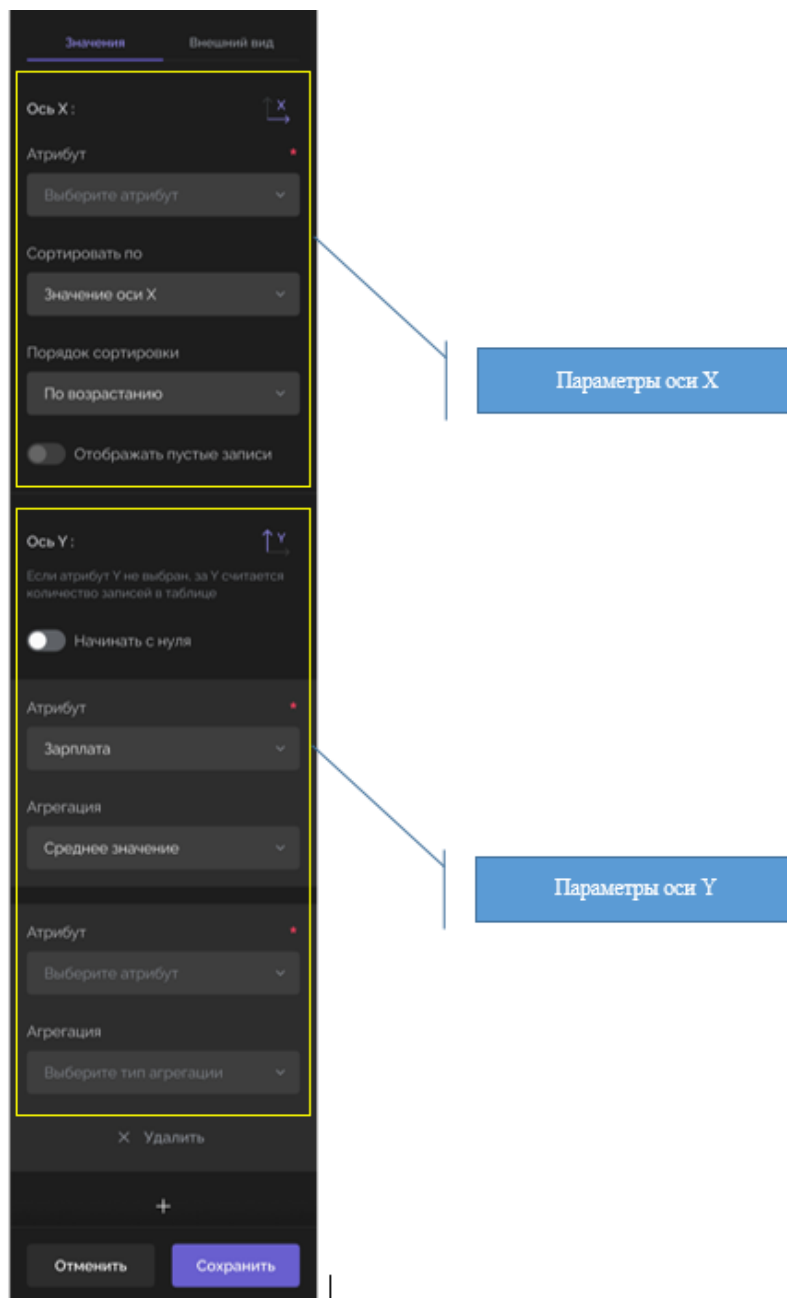 Значения Внешний вид
Ось X :
X
Атрибут *
Выберите атрибут
Сортировать по
Значение оси X
Порядок сортировки
По возрастанию
Отображать пустые записи
Параметры оси X
Ось Y :
Y
Если атрибут Y не выбран, за Y считается
количество записей в таблице
Начинать с нуля
Атрибут *
Зарплата
Агрегация
Среднее значение
Параметры оси Y
Атрибут *
Выберите атрибут
Агрегация
Выберите тип агрегации
× Удалить
+
Отменить Сохранить